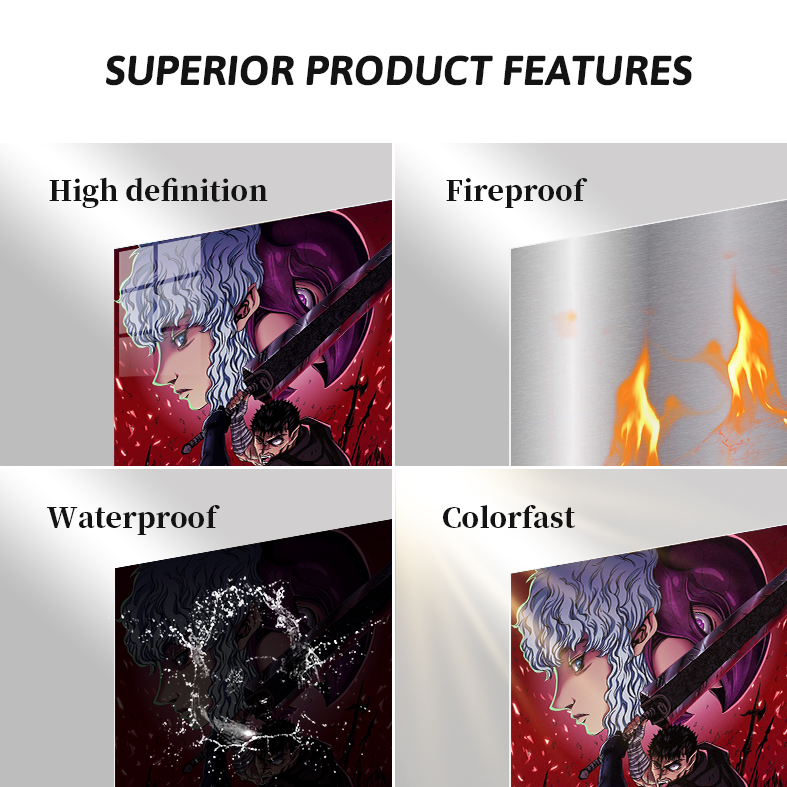 SUPERIOR PRODUCT FEATURES
High definition
Fireproof
Waterproof
Colorfast